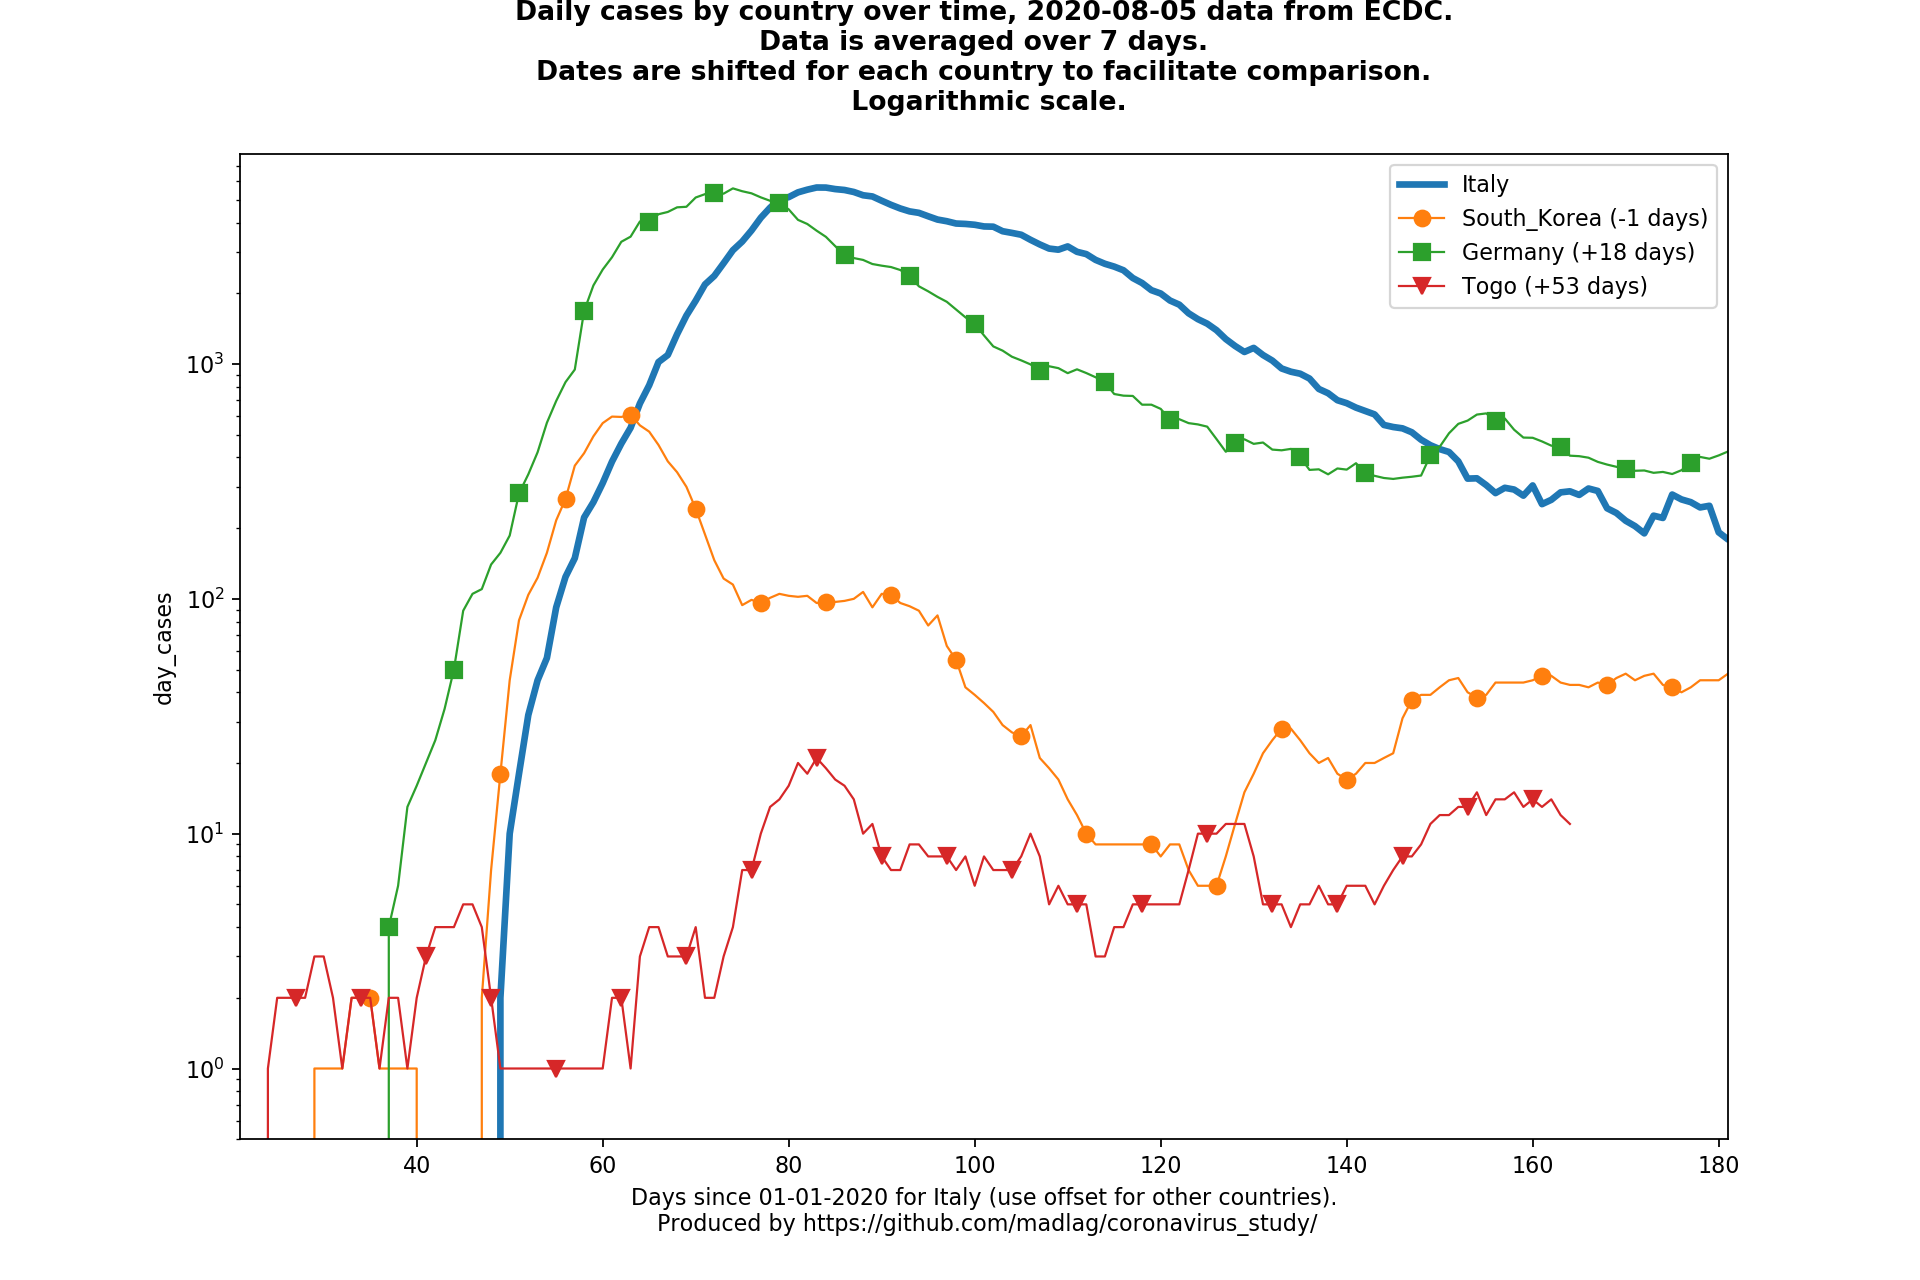 Daily cases by country over time, 2020-08-05 data from ECDC.
Data is averaged over 7 days.
Dates are shifted for each country to facilitate comparison.
Logarithmic scale.
Italy
South_Korea (-1 days)
Germany (+18 days)
Togo (+53 days)
day_cases
10³
10²
10¹
10⁰
40 60 80 100 120 140 160 180
Days since 01-01-2020 for Italy (use offset for other countries).
Produced by https://github.com/madlag/coronavirus_study/